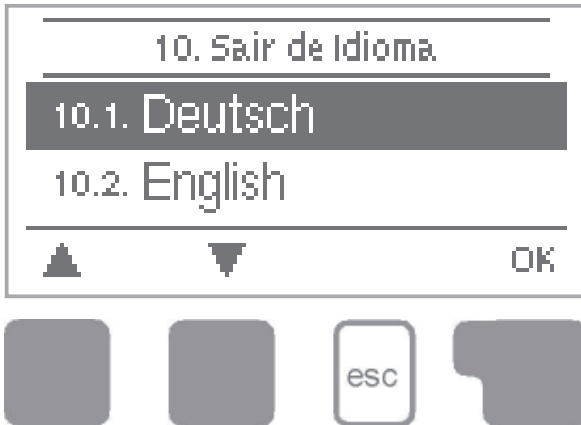 10. Sair de Idioma
10.1. Deutsch
10.2. English
▲ ▼ OK
esc